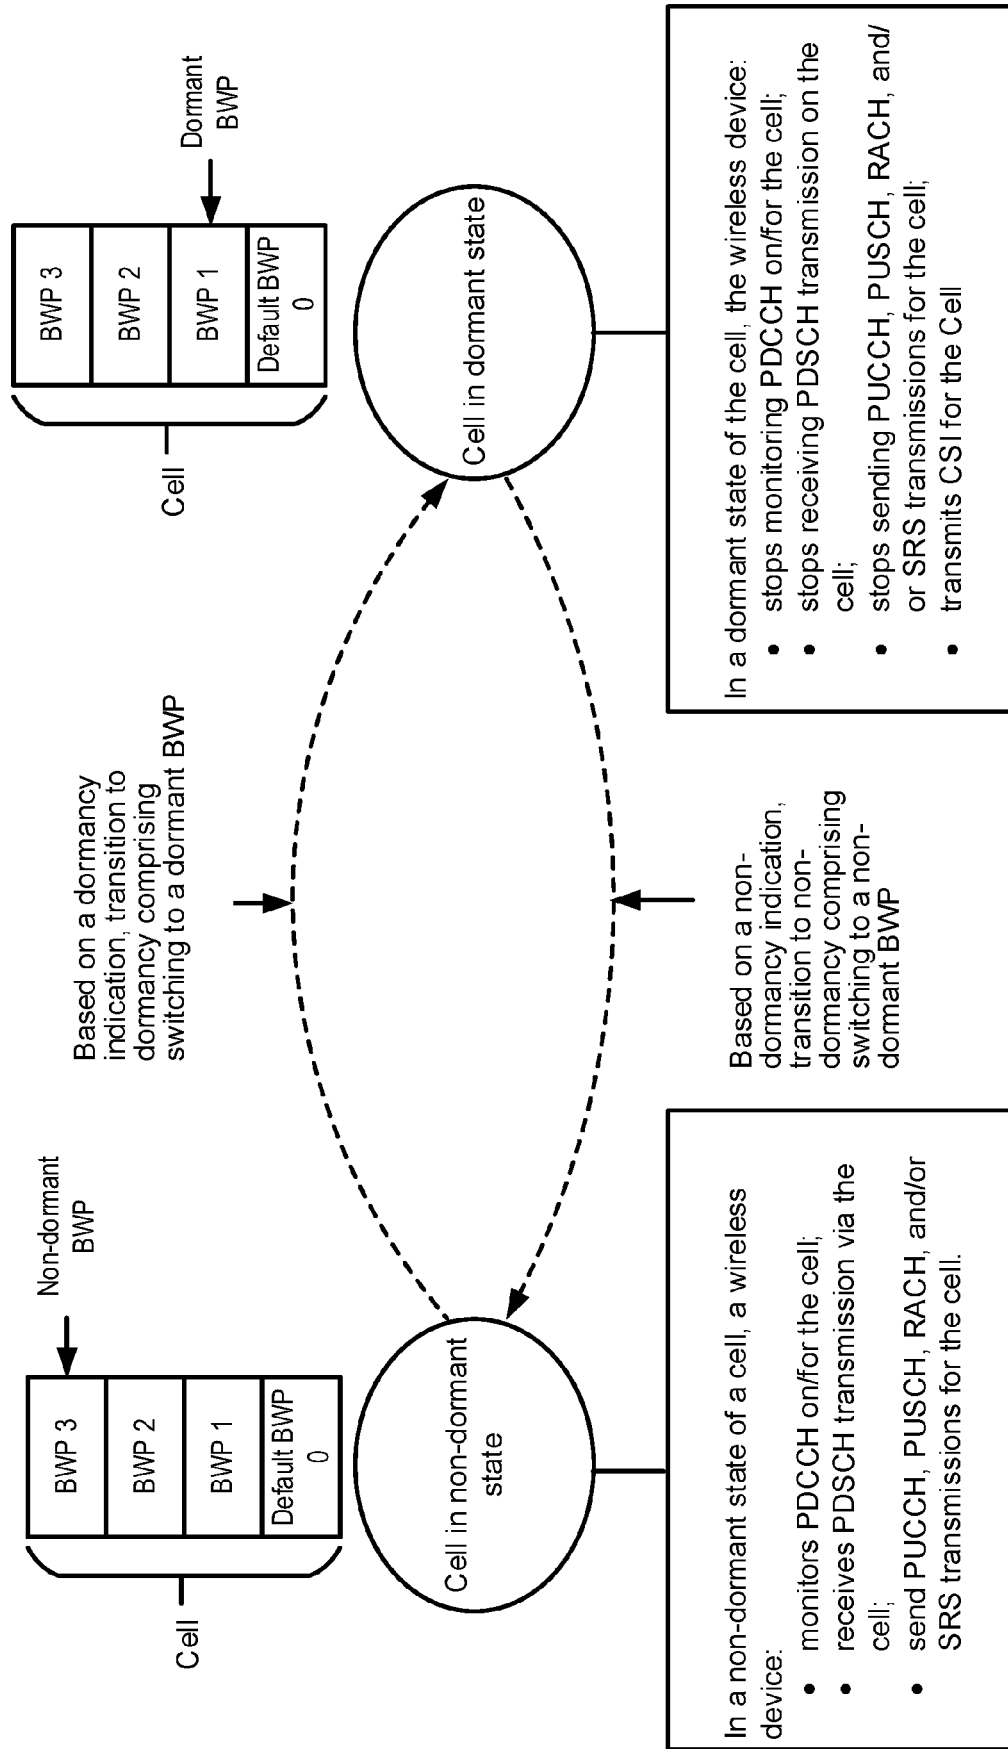 Cell
BWP 3
BWP 2
BWP 1
Default BWP
0
Non-dormant
BWP
Cell in non-dormant
state
In a non-dormant state of a cell, a wireless
device:
• monitors PDCCH on/for the cell;
• receives PDSCH transmission via the
cell;
• send PUCCH, PUSCH, RACH, and/or
SRS transmissions for the cell.
Based on a dormancy
indication, transition to
dormancy comprising
switching to a dormant BWP
Based on a non-
dormancy indication,
transition to non-
dormancy comprising
switching to a non-
dormant BWP
Cell
BWP 3
BWP 2
BWP 1
Default BWP
0
Dormant
BWP
Cell in dormant state
In a dormant state of the cell, the wireless device:
• stops monitoring PDCCH on/for the cell;
• stops receiving PDSCH transmission on the
cell;
• stops sending PUCCH, PUSCH, RACH, and/
or SRS transmissions for the cell;
• transmits CSI for the Cell